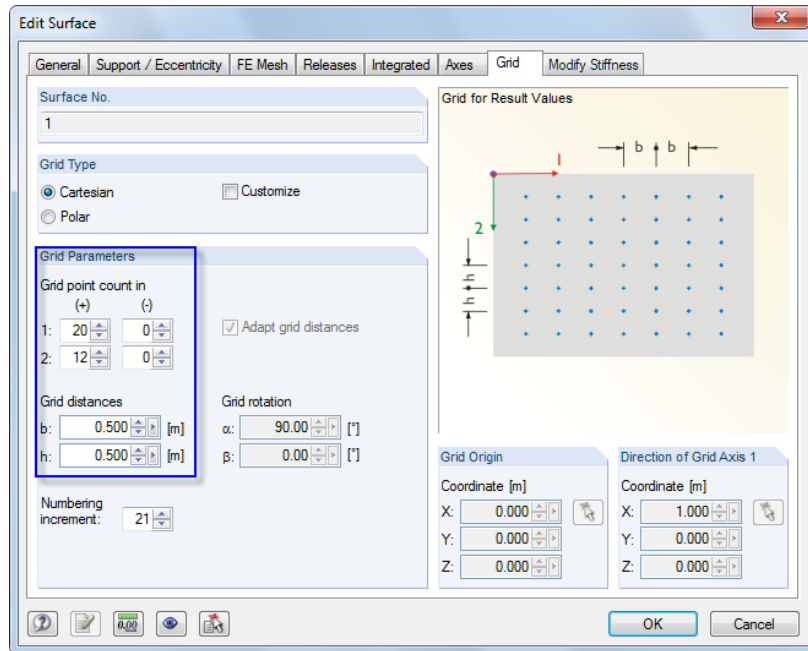 Edit Surface
General Support / Eccentricity FE Mesh Releases Integrated Axes Grid Modify Stiffness
Surface No.
1
Grid Type
Cartesian
Customize
Polar
Grid Parameters
Grid point count in
(+) (-)
1: 20 0
Adapt grid distances
2: 12 0
Grid distances
Grid rotation
b: 0.500 [m]
α: 90.00 [°]
h: 0.500 [m]
β: 0.00 [°]
Numbering
increment: 21
Grid for Result Values
b b
1
2
h
h
Grid Origin
Coordinate [m]
X: 0.000
Y: 0.000
Z: 0.000
Direction of Grid Axis 1
Coordinate [m]
X: 1.000
Y: 0.000
Z: 0.000
0.00
OK Cancel